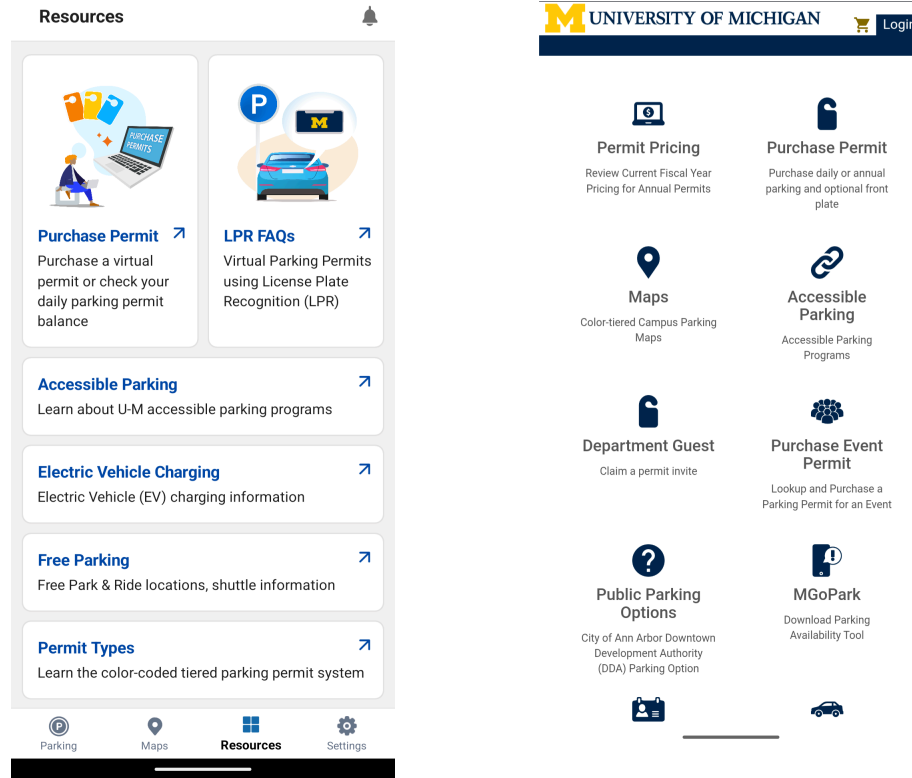 Resources
PURCHASE
PERMITS
P
M
Purchase Permit
Purchase a virtual
permit or check your
daily parking permit
balance
LPR FAQs
Virtual Parking Permits
using License Plate
Recognition (LPR)
Accessible Parking
Learn about U-M accessible parking programs
Electric Vehicle Charging
Electric Vehicle (EV) charging information
Free Parking
Free Park & Ride locations, shuttle information
Permit Types
Learn the color-coded tiered parking permit system
P
Parking
Maps
Resources
Settings
M UNIVERSITY OF MICHIGAN
Login
$
Permit Pricing
Review Current Fiscal Year
Pricing for Annual Permits
Purchase Permit
Purchase daily or annual
parking and optional front
plate
Maps
Color-tiered Campus Parking
Maps
Accessible
Parking
Accessible Parking
Programs
Department Guest
Claim a permit invite
Purchase Event
Permit
Lookup and Purchase a
Parking Permit for an Event
?
Public Parking
Options
City of Ann Arbor Downtown
Development Authority
(DDA) Parking Option
!
MGoPark
Download Parking
Availability Tool